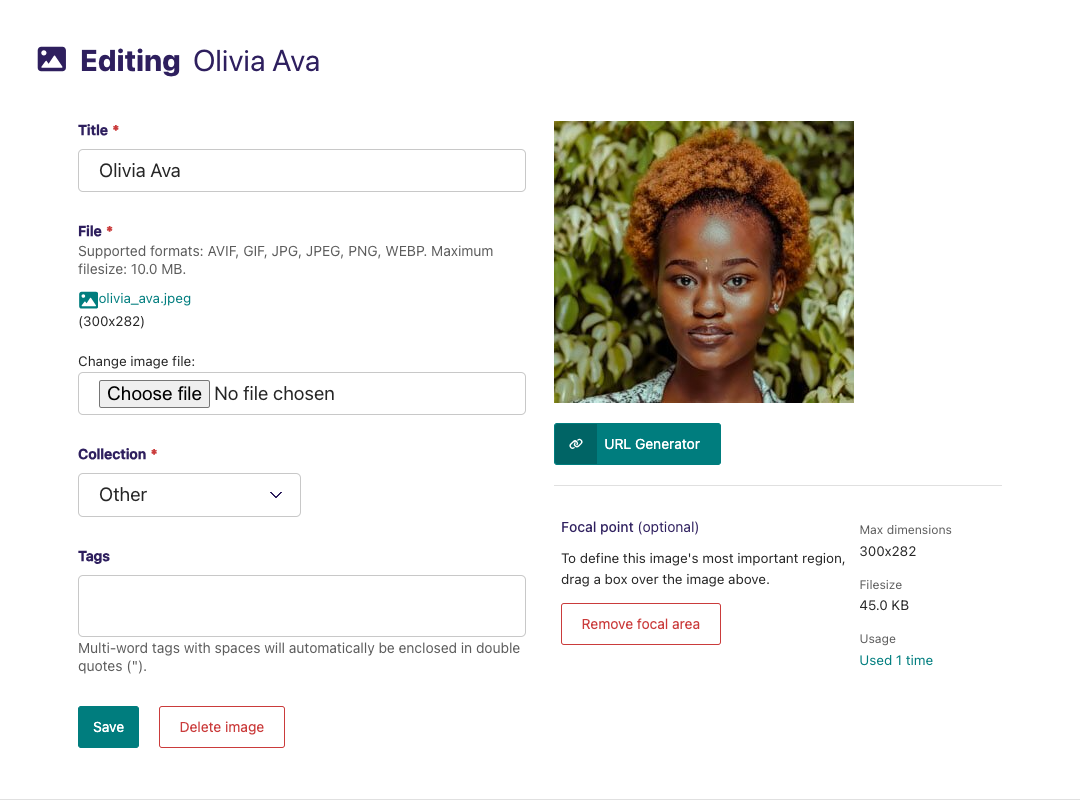 Editing Olivia Ava
Title *
Olivia Ava
File *
Supported formats: AVIF, GIF, JPG, JPEG, PNG, WEBP. Maximum
filesize: 10.0 MB.
olivia_ava.jpeg
(300x282)
Change image file:
Choose file No file chosen
Collection *
Other
Tags
Multi-word tags with spaces will automatically be enclosed in double
quotes (").
Save
Delete image
URL Generator
Focal point (optional)
To define this image's most important region,
drag a box over the image above.
Remove focal area
Max dimensions
300x282
Filesize
45.0 KB
Usage
Used 1 time